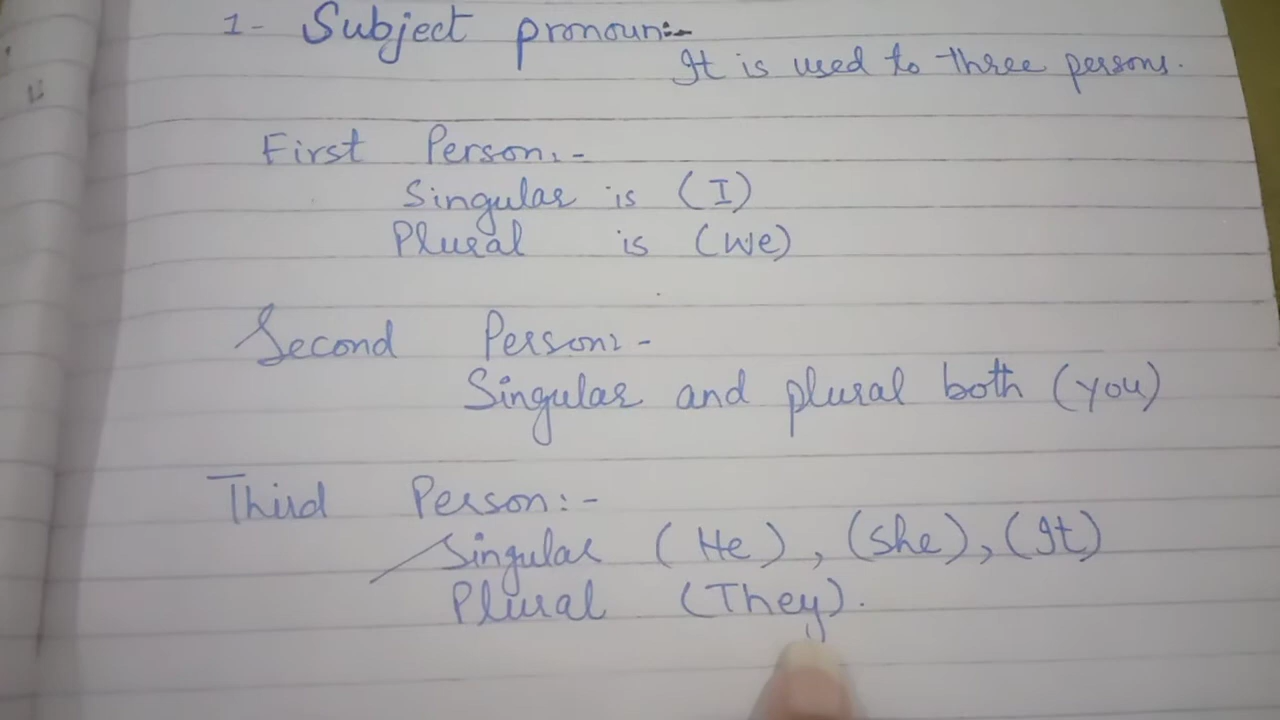 1- Subject pronoun:-
It is used to three persons.
First Person:-
Singular is (I)
Plural is (We)
Second Person:-
Singular and plural both (you)
Third Person:-
Singular (He), (She), (It)
Plural (They).